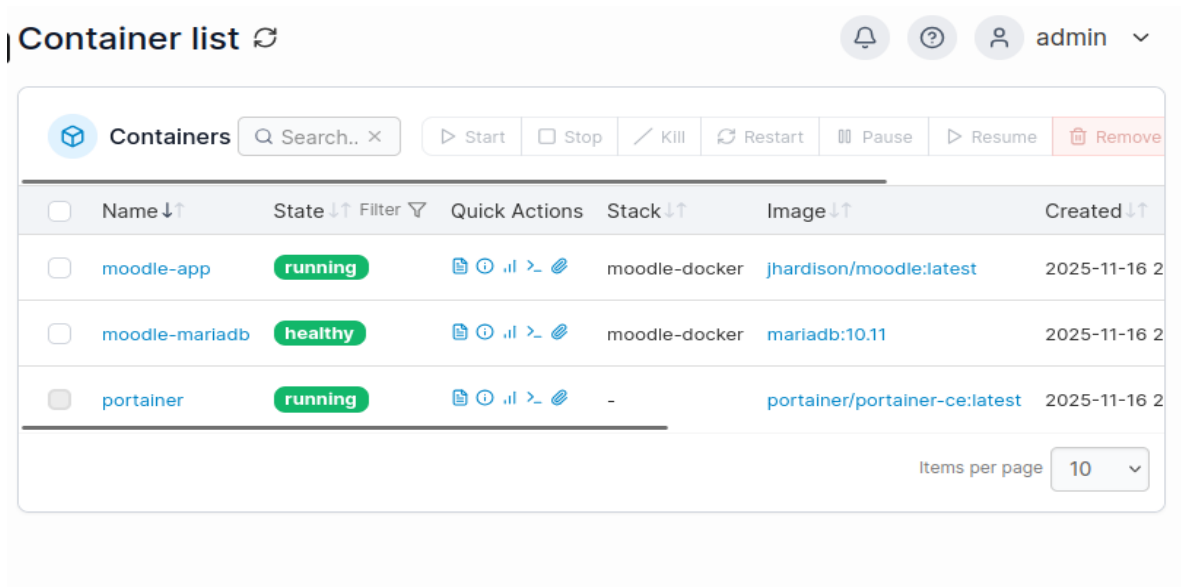 Container list admin
Containers Search.. Start Stop Kill Restart Pause Resume Remove
Name State Filter Quick Actions Stack Image Created
moodle-app running moodle-docker jhardison/moodle:latest 2025-11-16 2
moodle-mariadb healthy moodle-docker mariadb:10.11 2025-11-16 2
portainer running - portainer/portainer-ce:latest 2025-11-16 2
Items per page 10